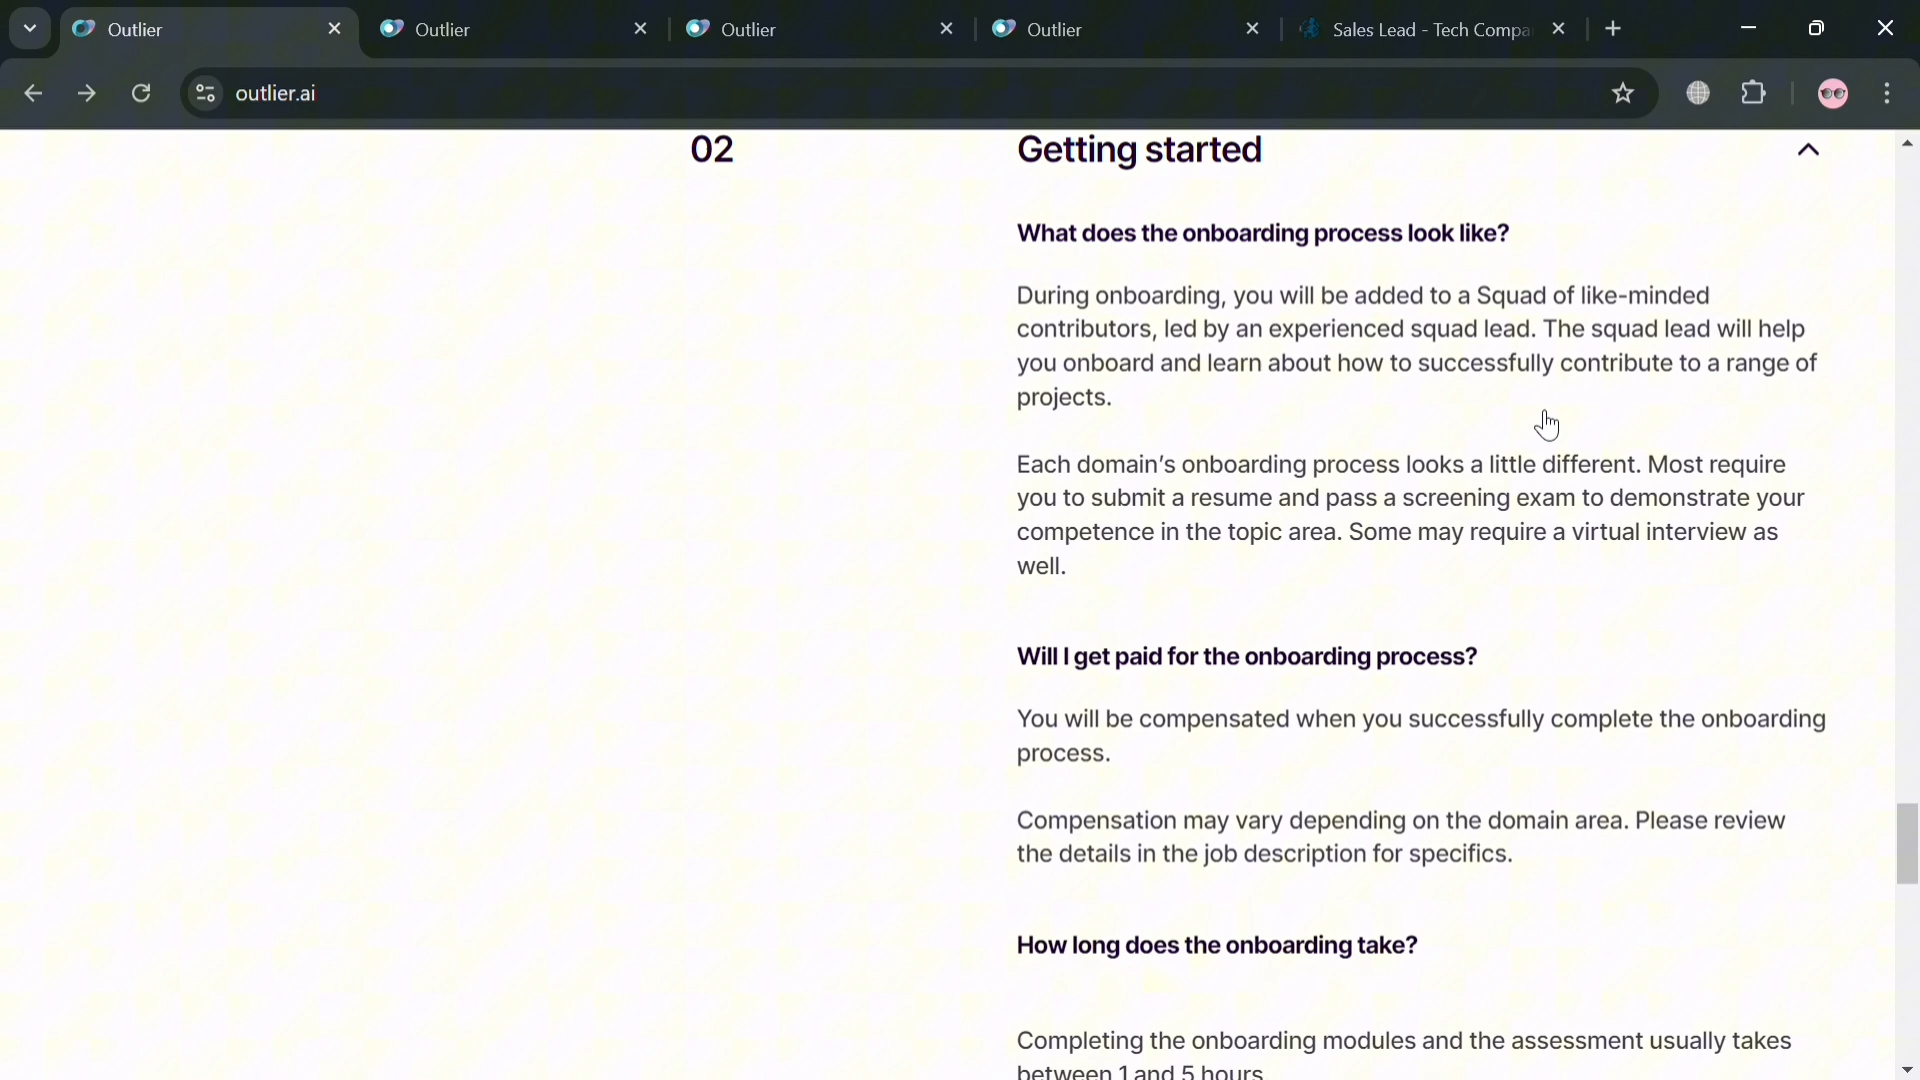 Outlier
Outlier
Outlier
Outlier
Sales Lead - Tech Compa
outlier.ai
02
Getting started
What does the onboarding process look like?
During onboarding, you will be added to a Squad of like-minded
contributors, led by an experienced squad lead. The squad lead will help
you onboard and learn about how to successfully contribute to a range of
projects.
Each domain’s onboarding process looks a little different. Most require
you to submit a resume and pass a screening exam to demonstrate your
competence in the topic area. Some may require a virtual interview as
well.
Will I get paid for the onboarding process?
You will be compensated when you successfully complete the onboarding
process.
Compensation may vary depending on the domain area. Please review
the details in the job description for specifics.
How long does the onboarding take?
Completing the onboarding modules and the assessment usually takes
between 1 and 5 hours